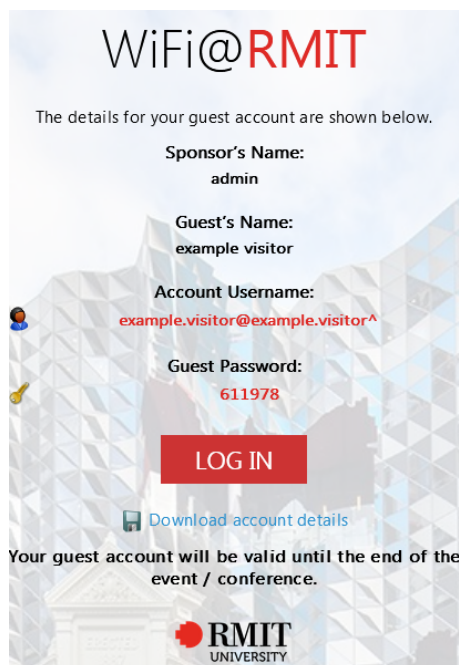 WiFi@RMIT
The details for your guest account are shown below.
Sponsor's Name:
admin
Guest's Name:
example visitor
Account Username:
example.visitor@example.visitor^
Guest Password:
611978
LOG IN
Download account details
Your guest account will be valid until the end of the
event / conference.
RMIT
UNIVERSITY